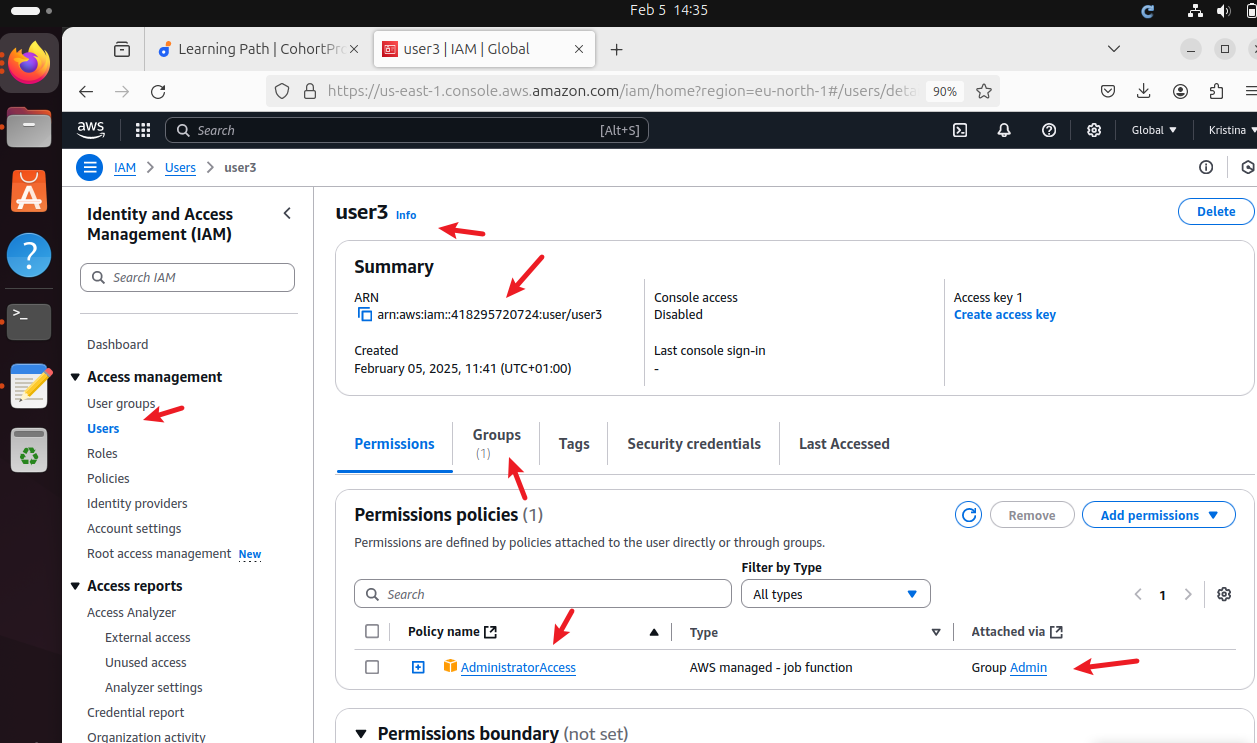 Feb 5 14:35
Learning Path | CohortPro
user3 | IAM | Global
https://us-east-1.console.aws.amazon.com/iam/home?region=eu-north-1#/users/deta
90%
aws
Search
[Alt+S]
Global
Kristina
IAM
Users
user3
Identity and Access Management (IAM)
Search IAM
Dashboard
Access management
User groups
Users
Roles
Policies
Identity providers
Account settings
Root access management New
Access reports
Access Analyzer
External access
Unused access
Analyzer settings
Credential report
Organization activity
user3 Info
Delete
Summary
ARN
arn:aws:iam::418295720724:user/user3
Created
February 05, 2025, 11:41 (UTC+01:00)
Console access
Disabled
Last console sign-in
-
Access key 1
Create access key
Permissions
Groups
(1)
Tags
Security credentials
Last Accessed
Permissions policies (1)
Remove
Add permissions
Permissions are defined by policies attached to the user directly or through groups.
Filter by Type
Search
All types
1
Policy name
Type
Attached via
AdministratorAccess
AWS managed - job function
Group Admin
Permissions boundary (not set)